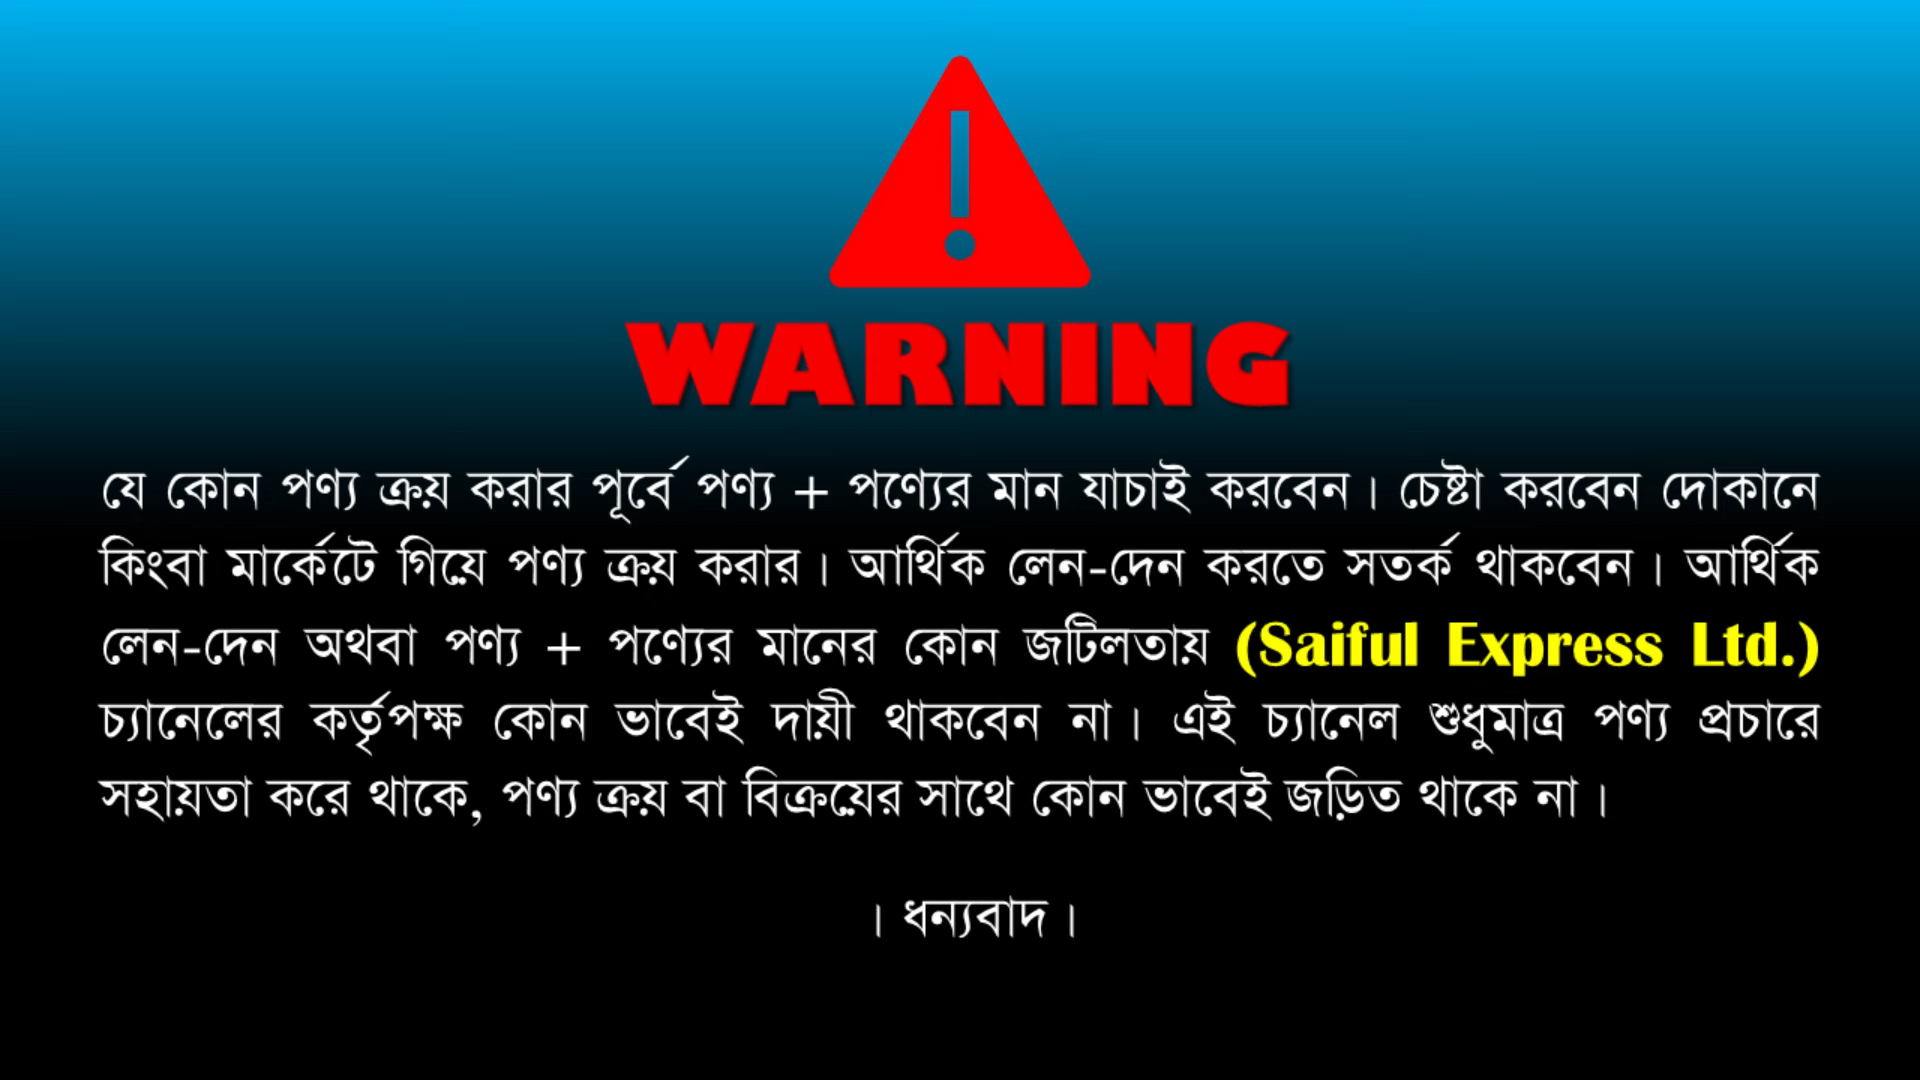 WARNING
যে কোন পণ্য ক্রয় করার পূর্বে পণ্য + পণ্যের মান যাচাই করবেন। চেষ্টা করবেন দোকানে
কিংবা মার্কেটে গিয়ে পণ্য ক্রয় করার। আর্থিক লেন-দেন করতে সতর্ক থাকবেন। আর্থিক
লেন-দেন অথবা পণ্য + পণ্যের মানের কোন জটিলতায় (Saiful Express Ltd.)
চ্যানেলের কর্তৃপক্ষ কোন ভাবেই দায়ী থাকবেন না। এই চ্যানেল শুধুমাত্র পণ্য প্রচারে
সহায়তা করে থাকে, পণ্য ক্রয় বা বিক্রয়ের সাথে কোন ভাবেই জড়িত থাকে না।
। ধন্যবাদ।